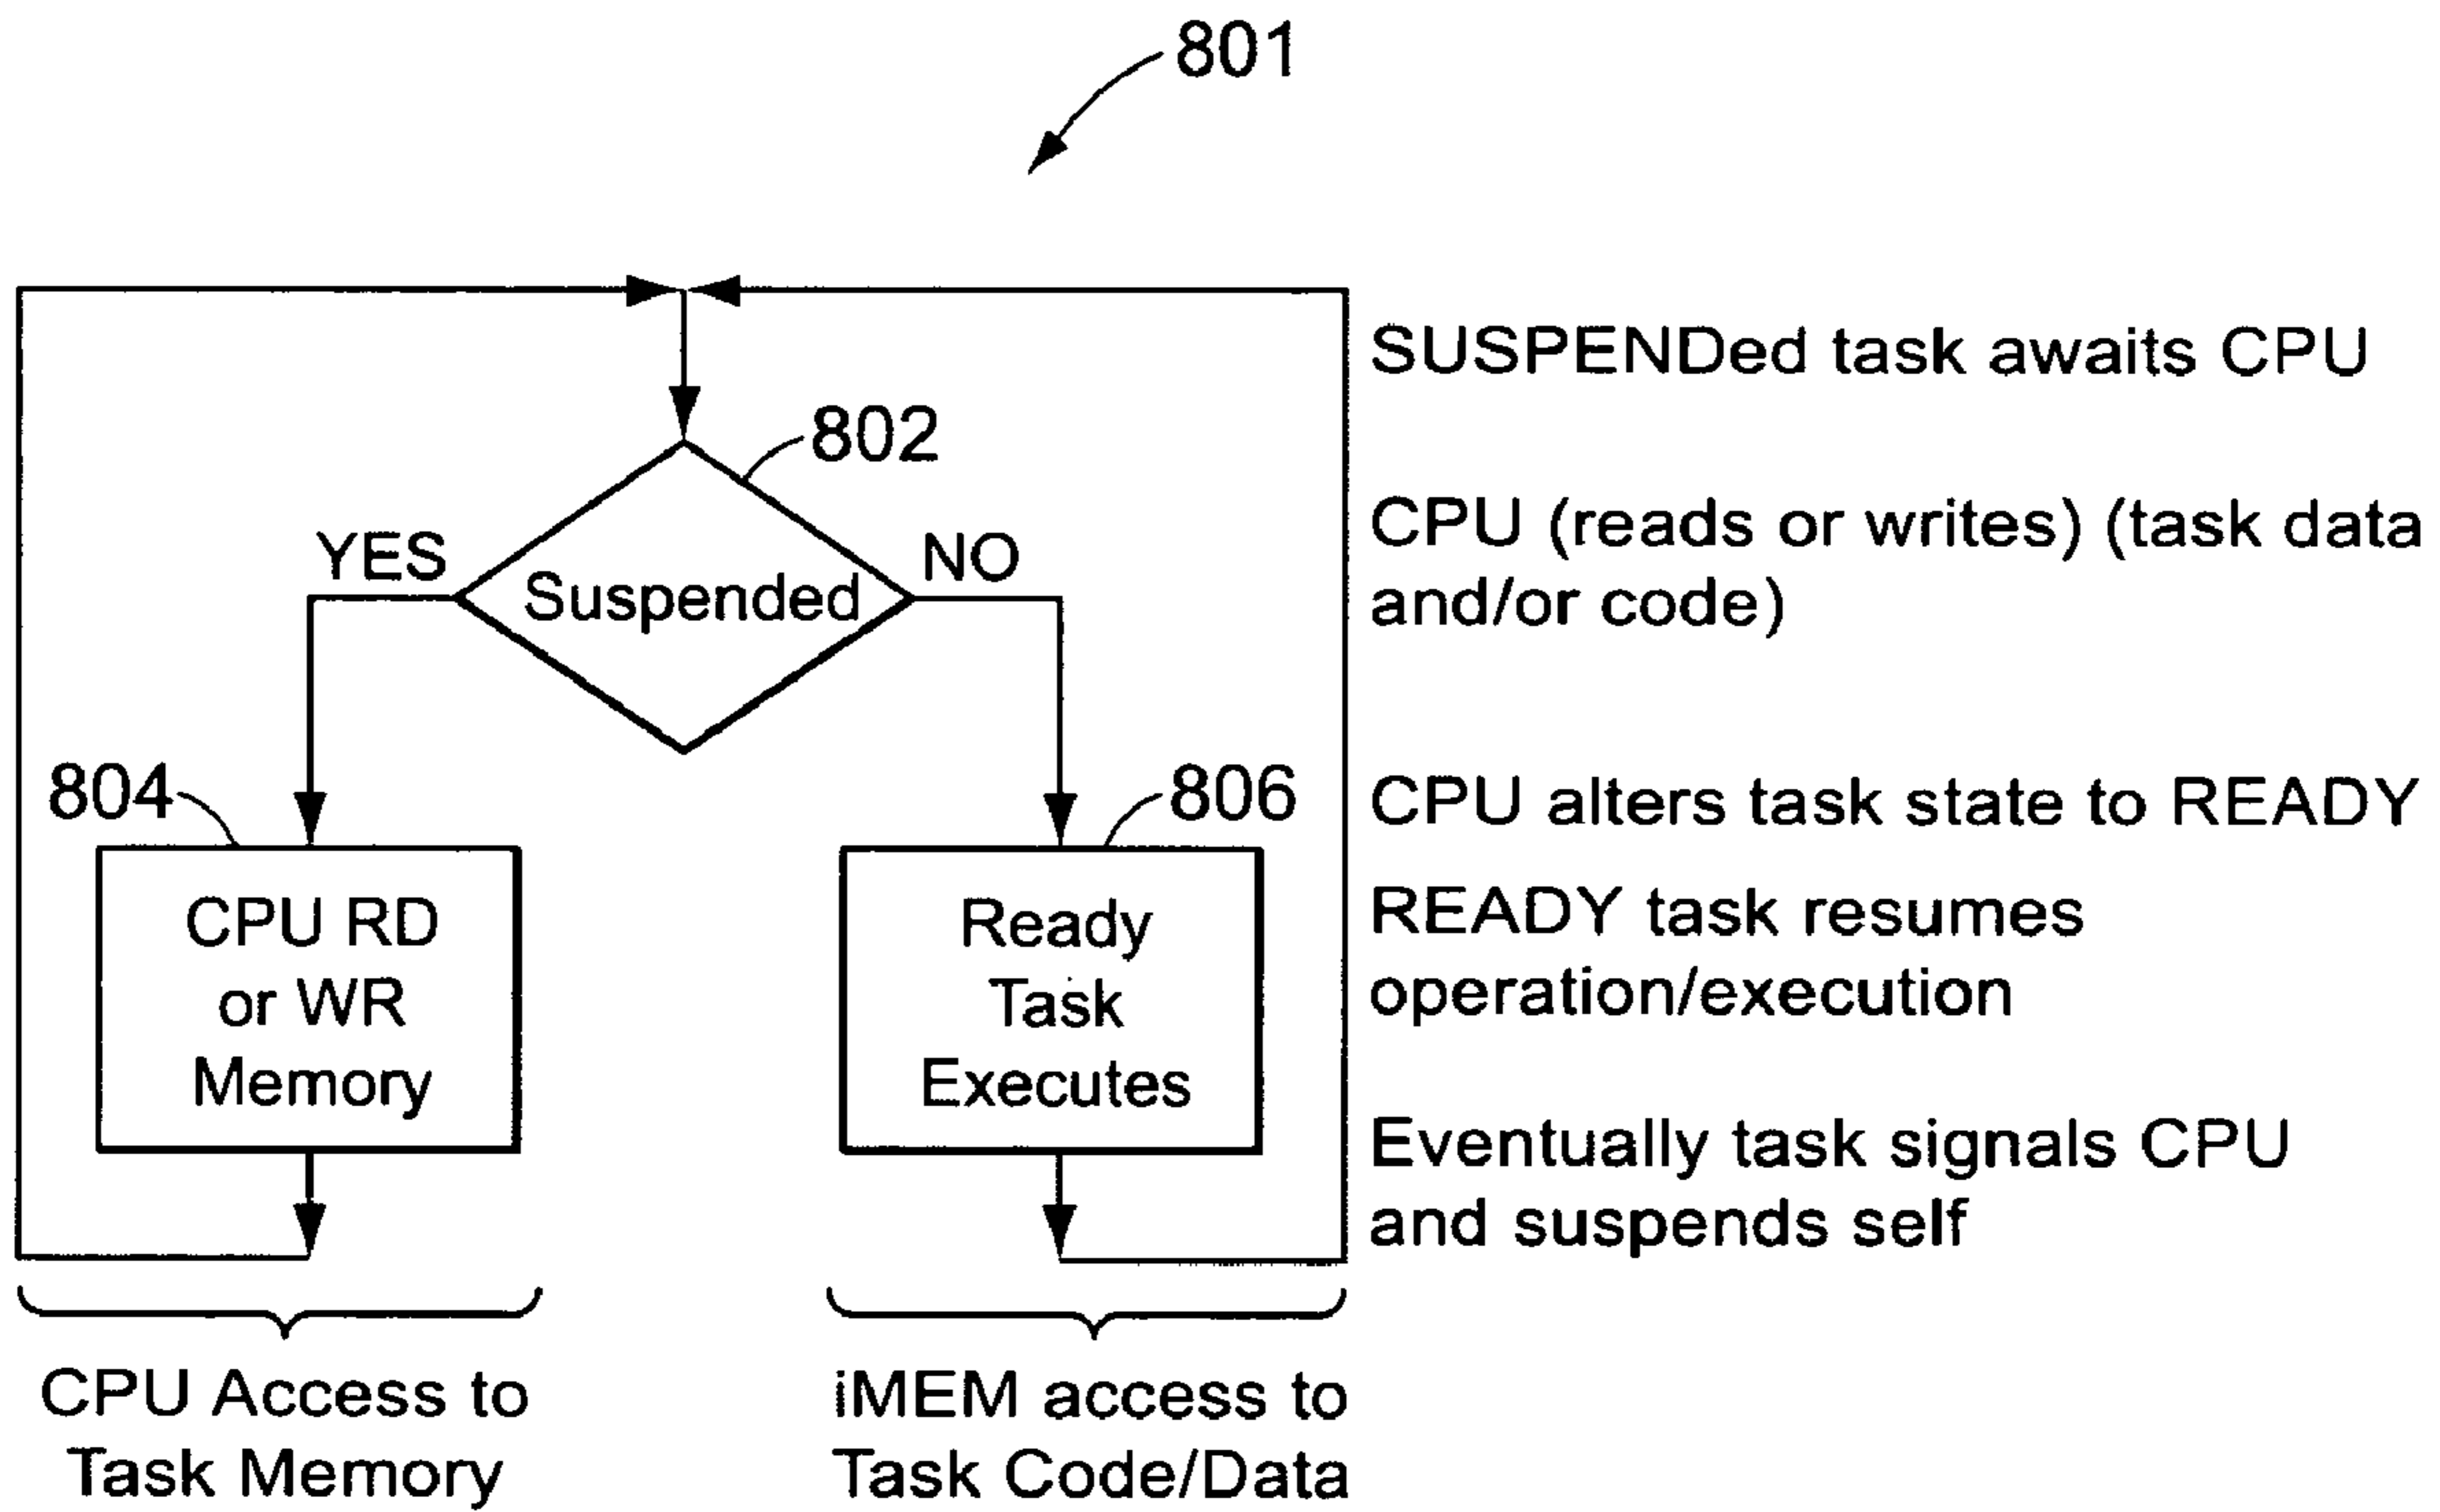 801
SUSPENDed task awaits CPU
802
CPU (reads or writes) (task data
and/or code)
YES
NO
Suspended
804
806
CPU alters task state to READY
CPU RD
or WR
Memory
Ready
Task
Executes
READY task resumes
operation/execution
Eventually task signals CPU
and suspends self
CPU Access to
Task Memory
iMEM access to
Task Code/Data